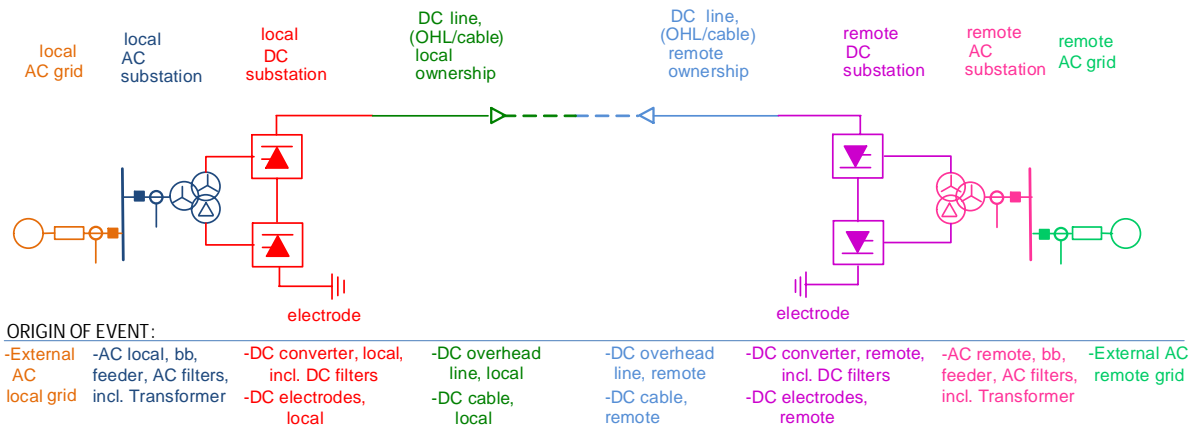 local
AC grid
local
AC
substation
local
DC
substation
DC line,
(OHL/cable)
local
ownership
DC line,
(OHL/cable)
remote
ownership
remote
DC
substation
remote
AC
substation
remote
AC grid
electrode
electrode
ORIGIN OF EVENT:
-External
AC
local grid
-AC local, bb,
feeder, AC filters,
incl. Transformer
-DC converter, local,
incl. DC filters
-DC electrodes,
local
-DC overhead
line, local
-DC cable,
local
-DC overhead
line, remote
-DC cable,
remote
-DC converter, remote,
incl. DC filters
-DC electrodes,
remote
-AC remote, bb,
feeder, AC filters,
incl. Transformer
-External AC
remote grid